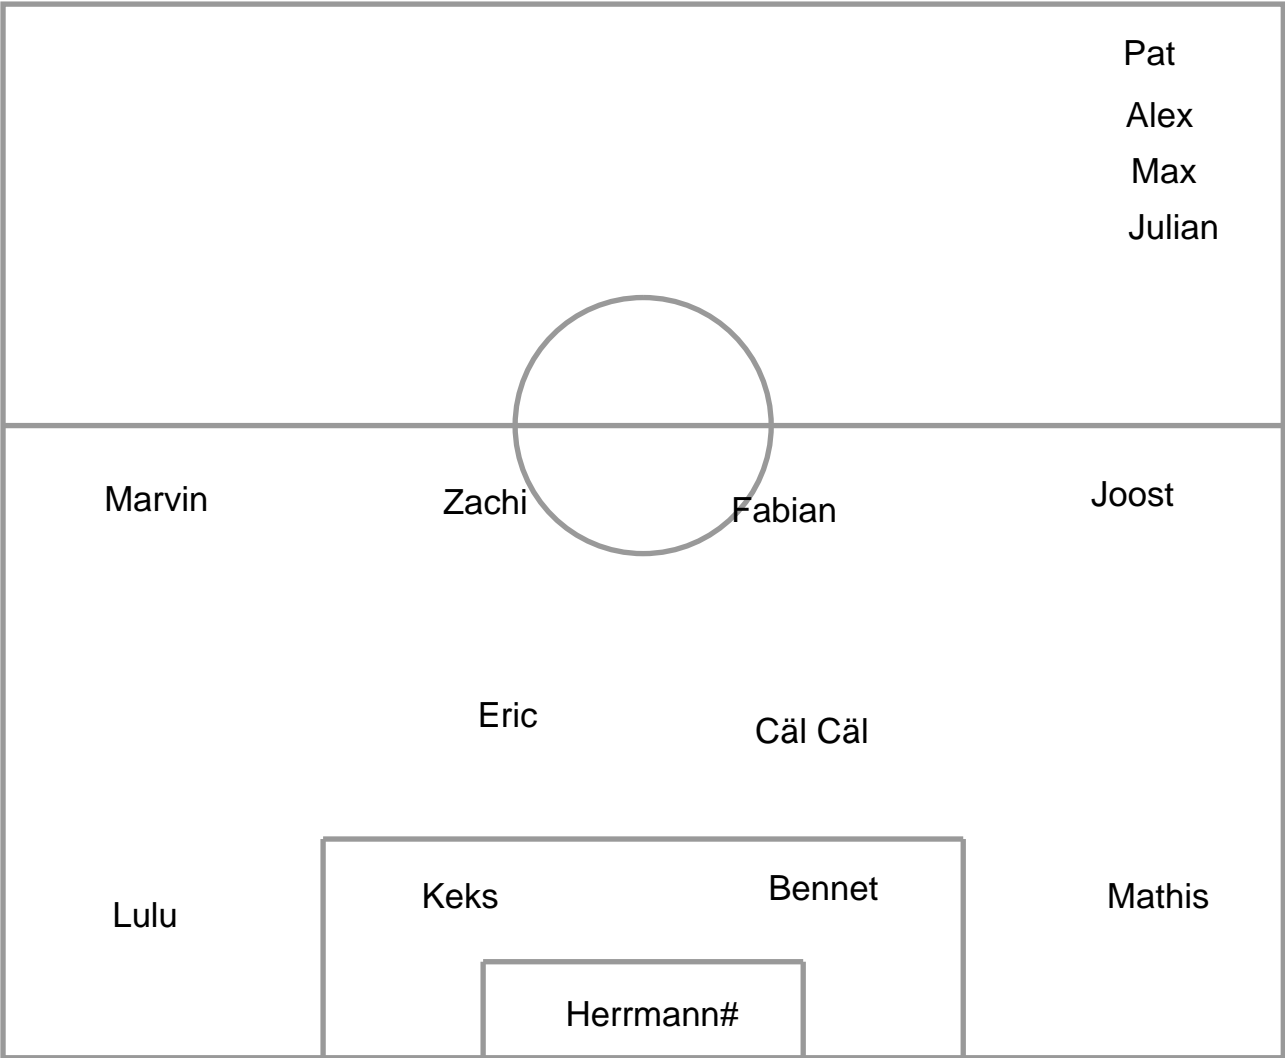 Pat
Alex
Max
Julian
Marvin Zachi Fabian Joost
Eric Cäl Cäl
Lulu Keks Bennet Mathis
Herrmann#